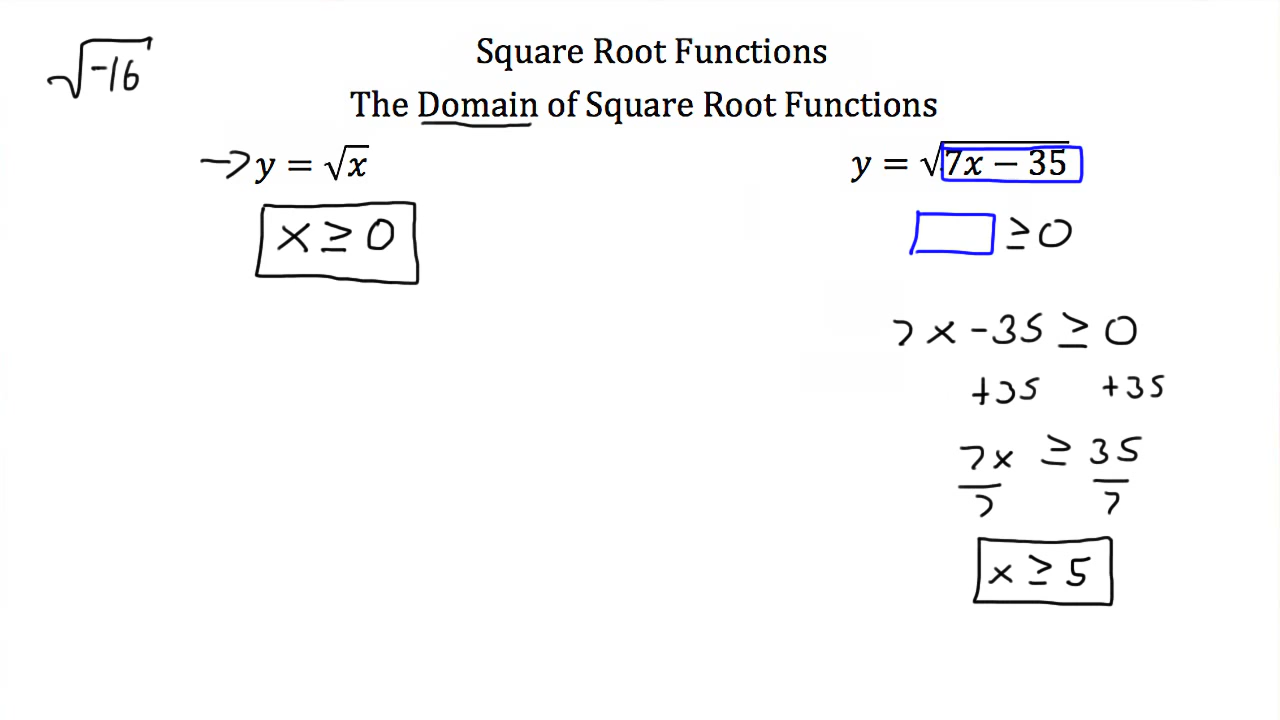 √-16
Square Root Functions
The Domain of Square Root Functions
→ y = √x
x ≥ 0
y = √7x − 35
≥ 0
7x - 35 ≥ 0
+35 +35
7x ≥ 35
7 7
x ≥ 5